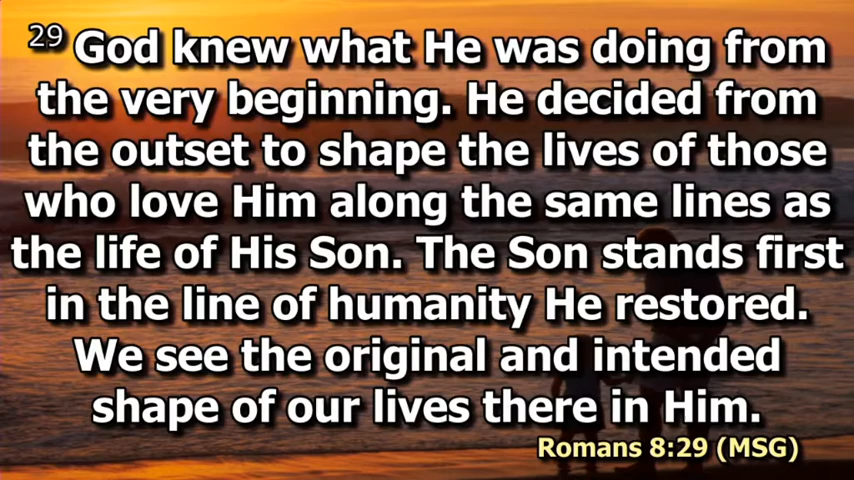 29 God knew what He was doing from
the very beginning. He decided from
the outset to shape the lives of those
who love Him along the same lines as
the life of His Son. The Son stands first
in the line of humanity He restored.
We see the original and intended
shape of our lives there in Him.
Romans 8:29 (MSG)